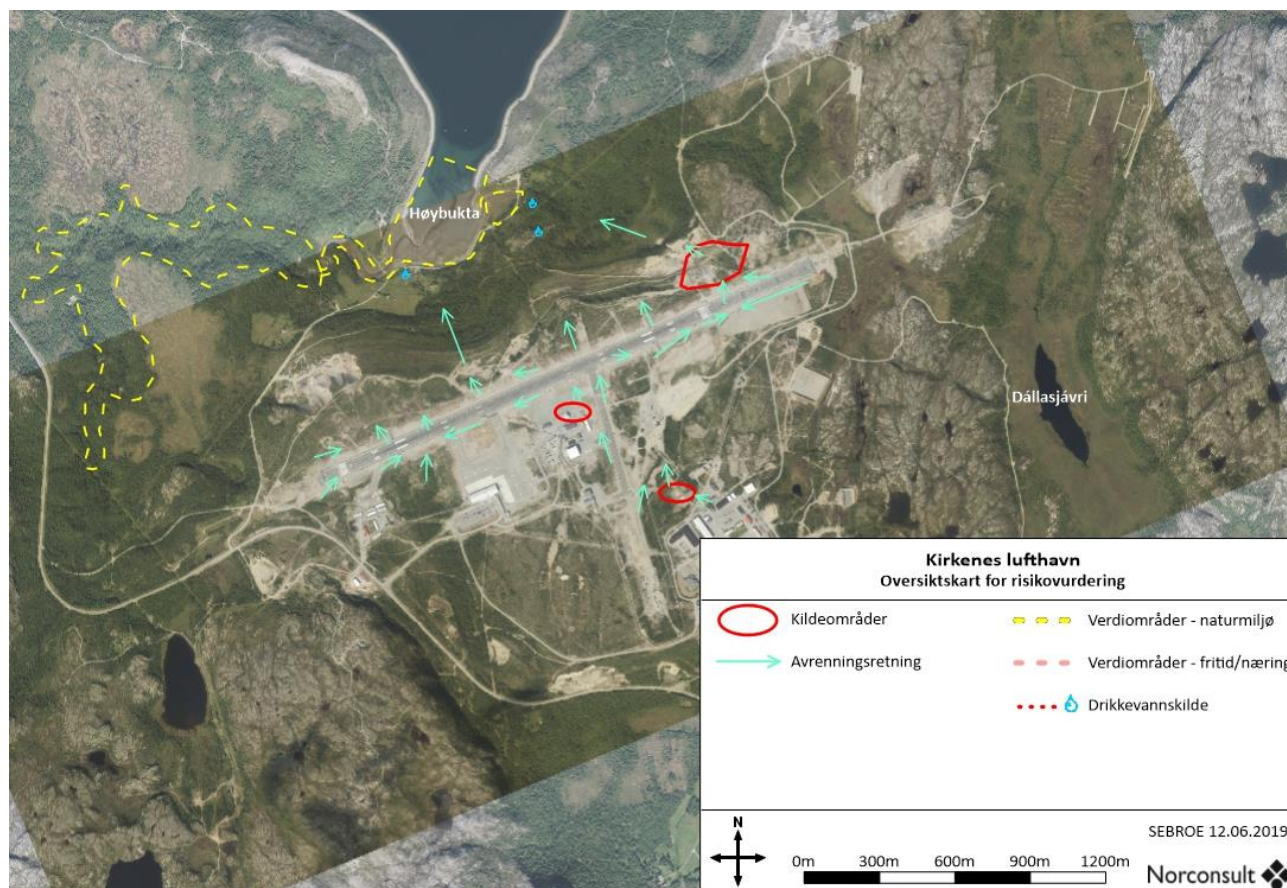 Høybukta
Dállasjávri
Kirkenes lufthavn
Oversiktskart for risikovurdering
Kildeområder
Verdiområder - naturmiljø
Avrenningsretning
Verdiområder - fritid/næring
Drikkevannskilde
N
SEBROE 12.06.2019
0m 300m 600m 900m 1200m
Norconsult